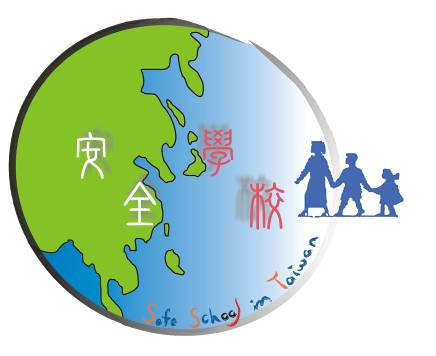 安全學校
Safe School in Taiwan